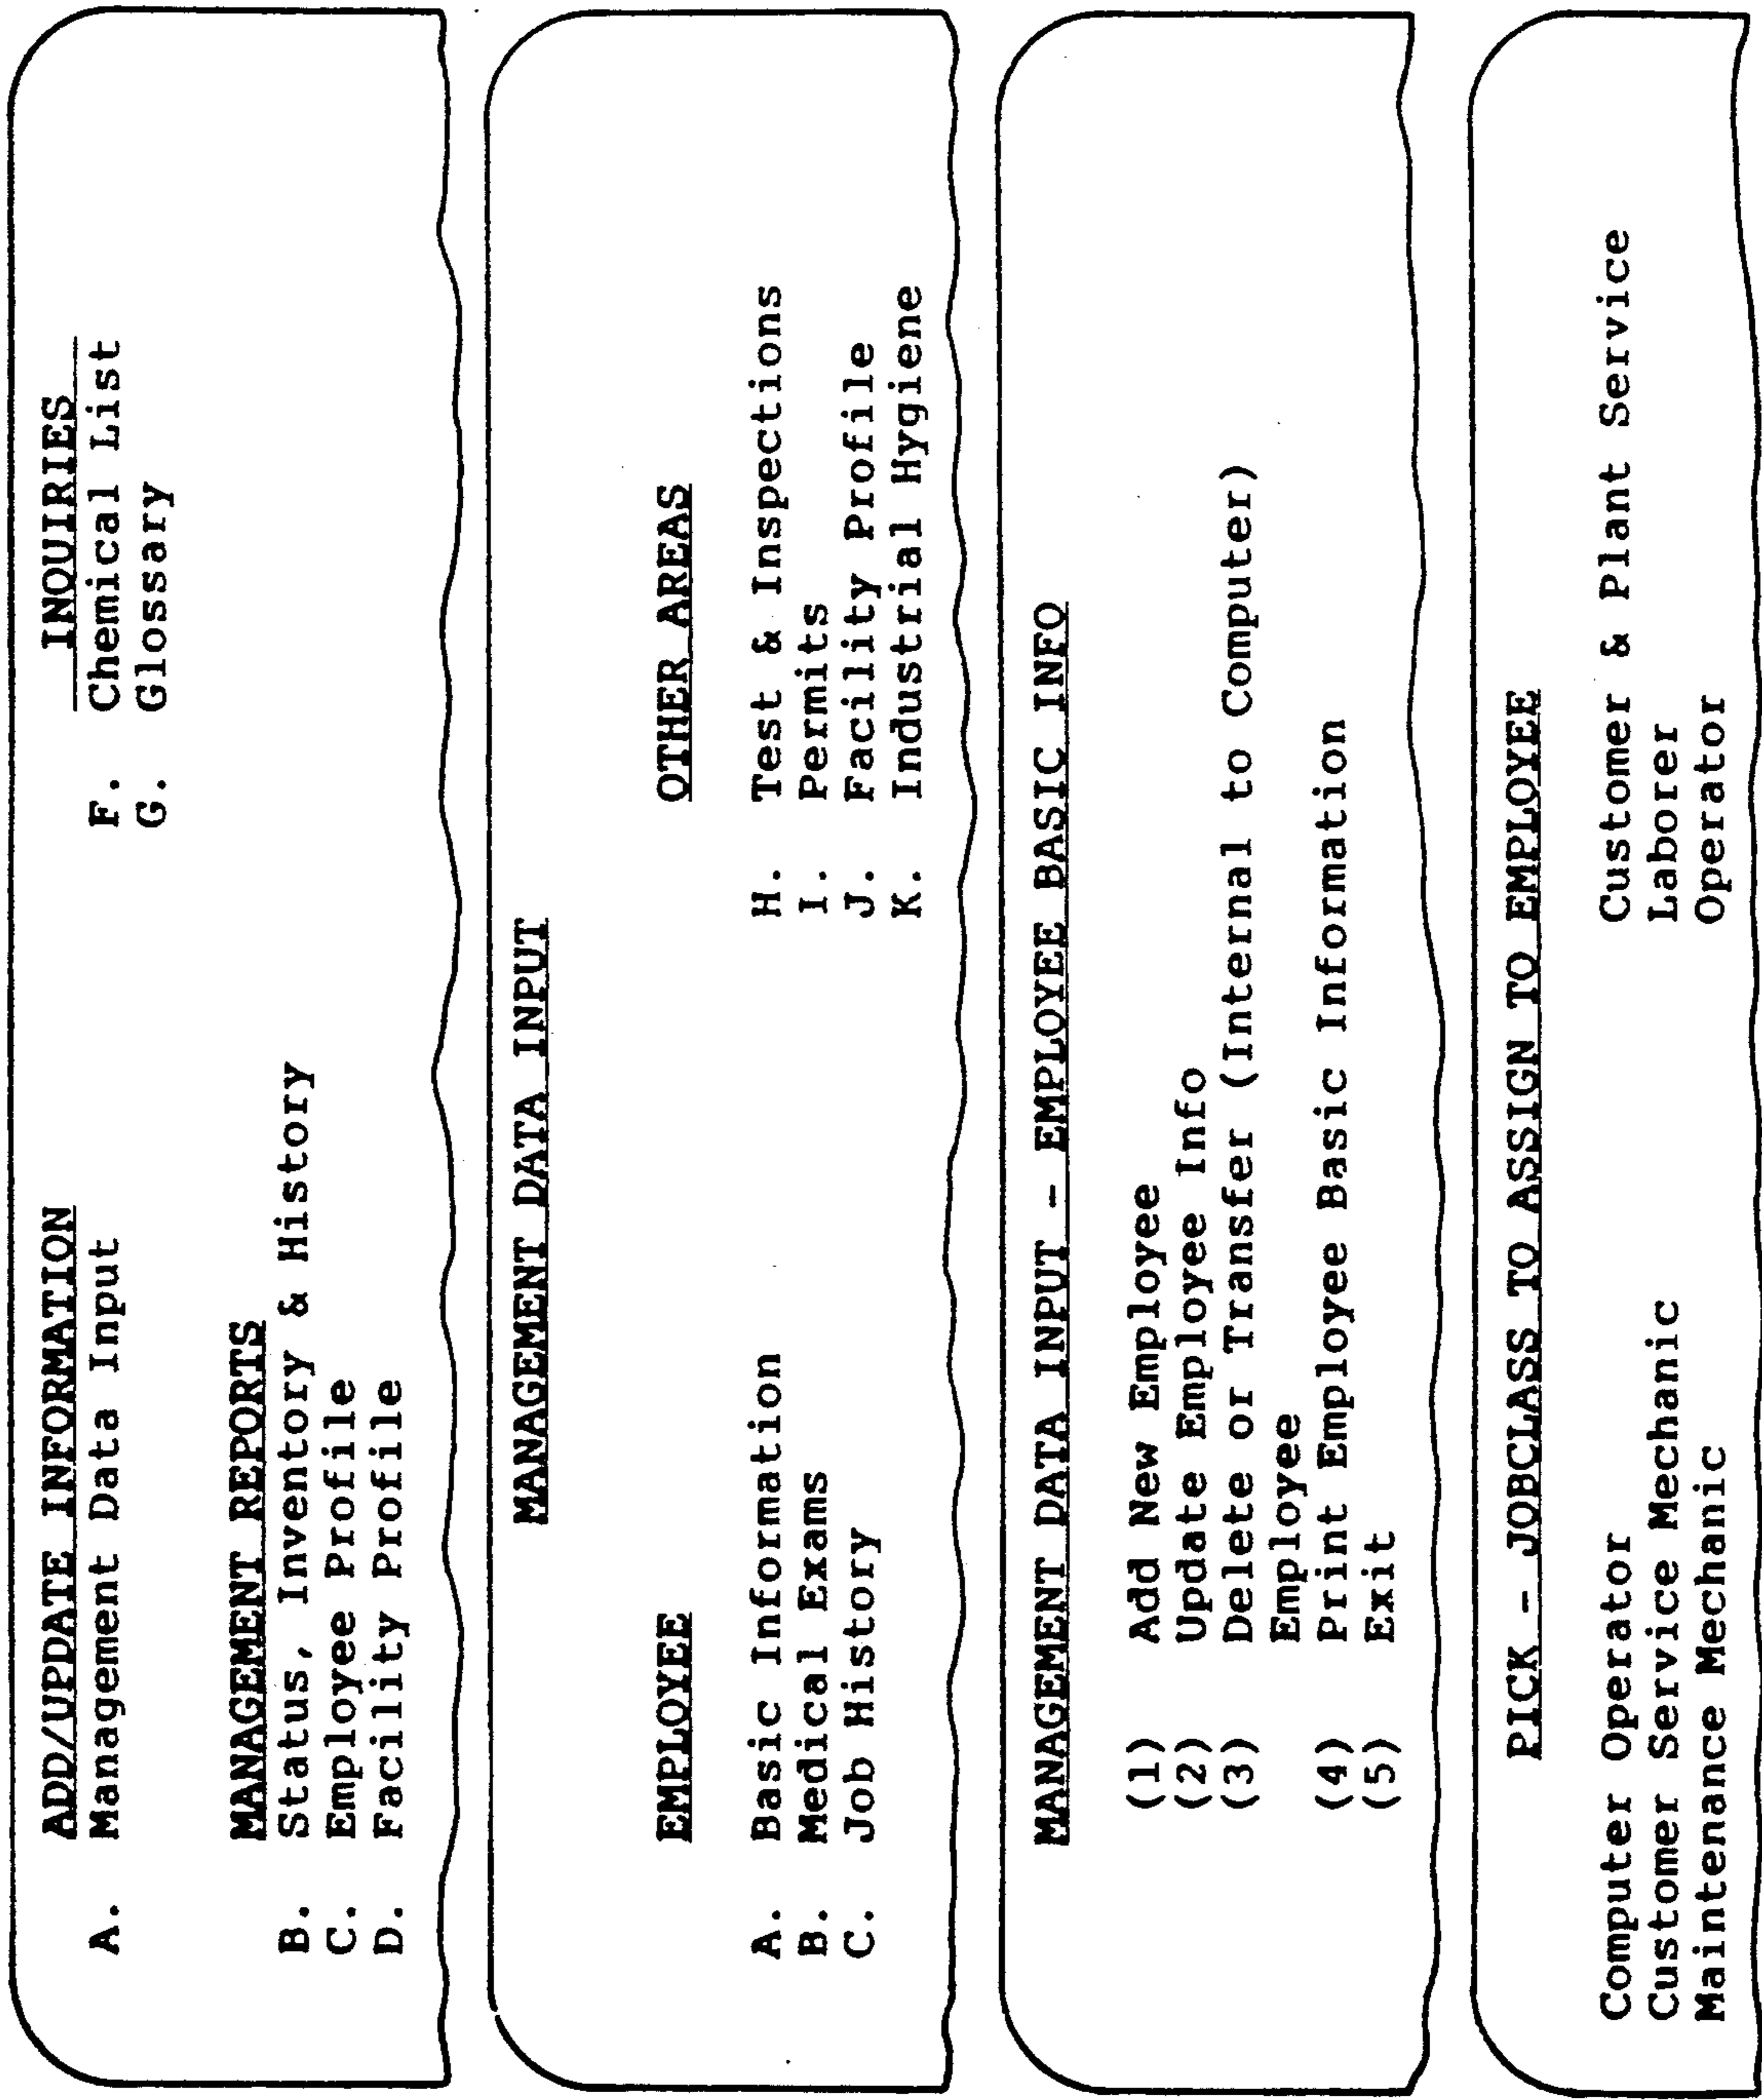 ADD/UPDATE INFORMATION INQUIRIES
A. Management Data Input F. Chemical List
G. Glossary
MANAGEMENT REPORTS
B. Status, Inventory & History
C. Employee Profile
D. Facility Profile
MANAGEMENT DATA INPUT
EMPLOYEE OTHER AREAS
A. Basic Information H. Test & Inspections
B. Medical Exams I. Permits
C. Job History J. Facility Profile
K. Industrial Hygiene
MANAGEMENT DATA INPUT - EMPLOYEE BASIC INFO
(1) Add New Employee
(2) Update Employee Info
(3) Delete or Transfer (Internal to Computer)
Employee
(4) Print Employee Basic Information
(5) Exit
PICK - JOBCLASS TO ASSIGN TO EMPLOYEE
Computer Operator Customer & Plant Service
Customer Service Mechanic Laborer
Maintenance Mechanic Operator